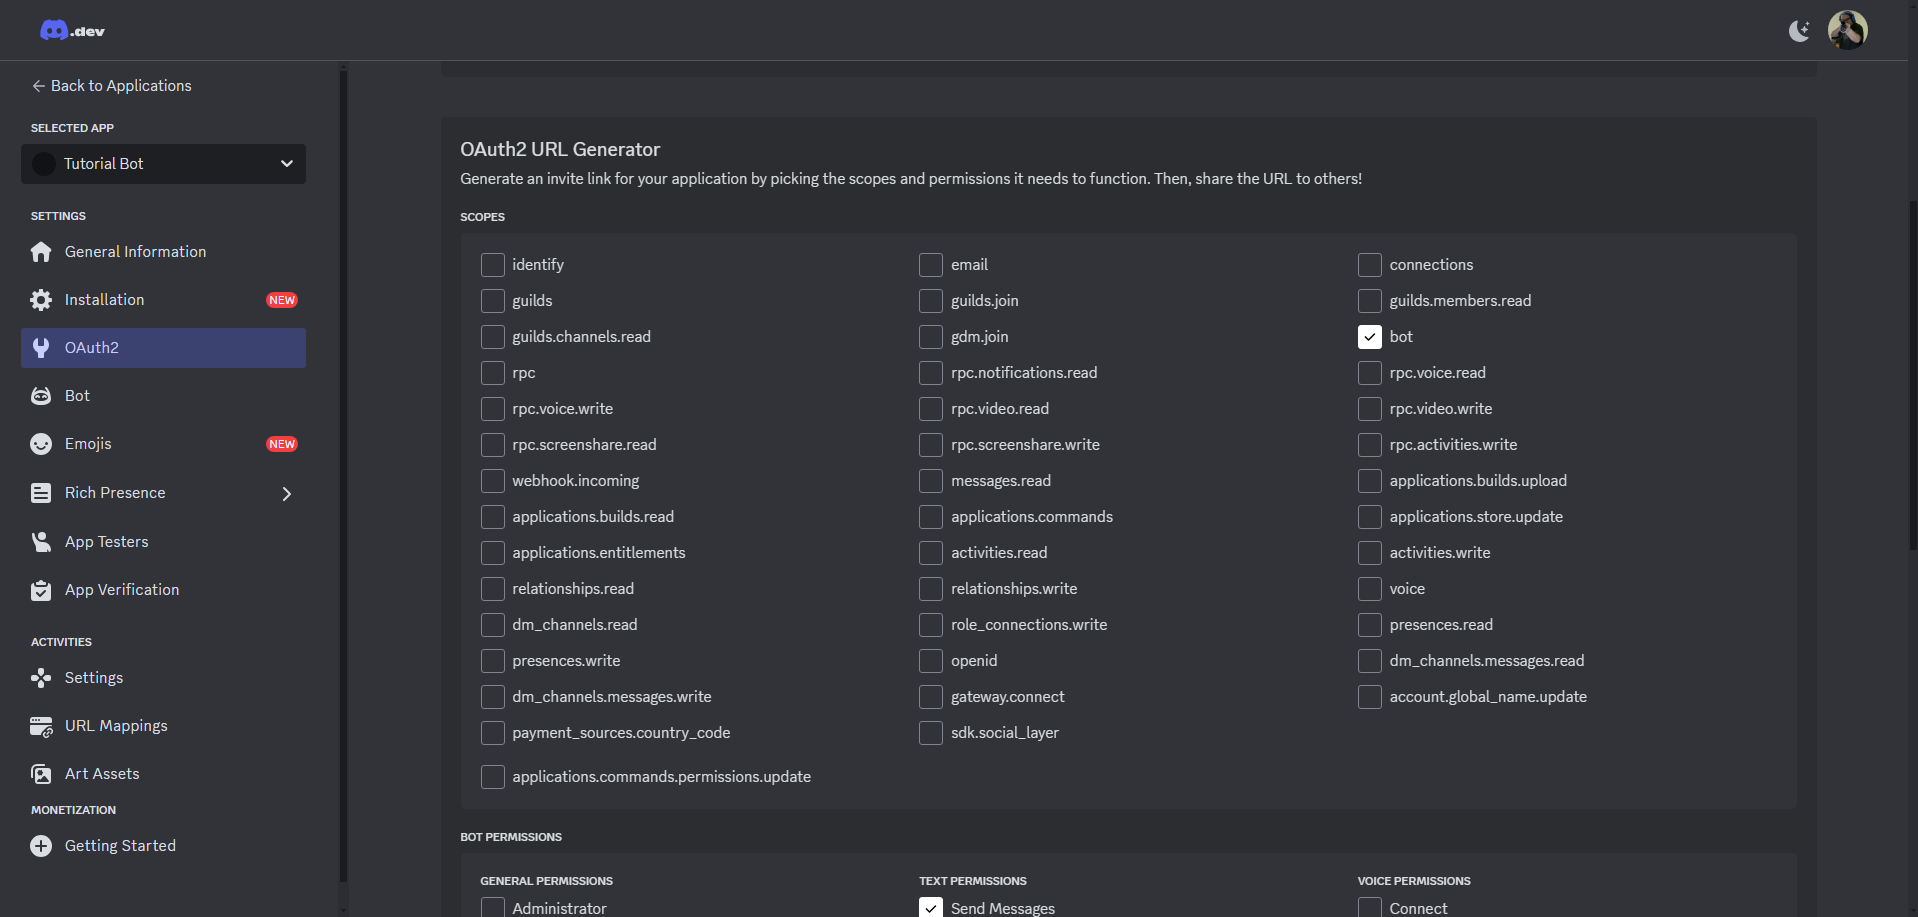 .dev
Back to Applications
SELECTED APP
Tutorial Bot
SETTINGS
General Information
Installation NEW
OAuth2
Bot
Emojis NEW
Rich Presence
App Testers
App Verification
ACTIVITIES
Settings
URL Mappings
Art Assets
MONETIZATION
Getting Started
OAuth2 URL Generator
Generate an invite link for your application by picking the scopes and permissions it needs to function. Then, share the URL to others!
SCOPES
identify email connections
guilds guilds.join guilds.members.read
guilds.channels.read gdm.join bot
rpc rpc.notifications.read rpc.voice.read
rpc.voice.write rpc.video.read rpc.video.write
rpc.screenshare.read rpc.screenshare.write rpc.activities.write
webhook.incoming messages.read applications.builds.upload
applications.builds.read applications.commands applications.store.update
applications.entitlements activities.read activities.write
relationships.read relationships.write voice
dm_channels.read role_connections.write presences.read
presences.write openid dm_channels.messages.read
dm_channels.messages.write gateway.connect account.global_name.update
payment_sources.country_code sdk.social_layer
applications.commands.permissions.update
BOT PERMISSIONS
GENERAL PERMISSIONS TEXT PERMISSIONS VOICE PERMISSIONS
Administrator Send Messages Connect